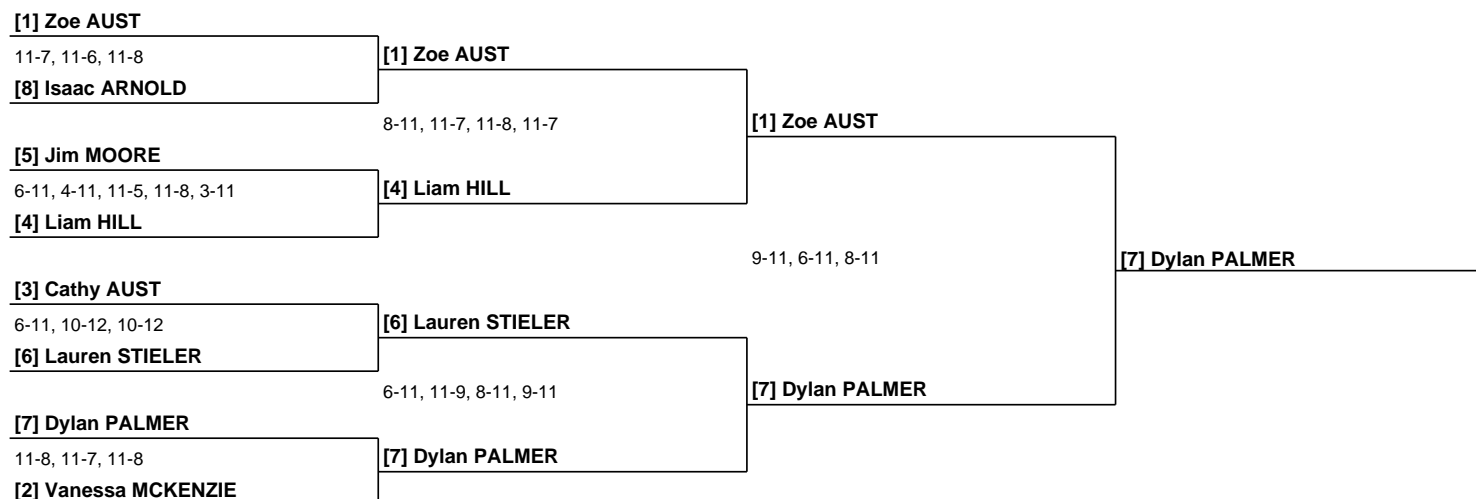 [1] Zoe AUST
11-7, 11-6, 11-8
[1] Zoe AUST
[8] Isaac ARNOLD
8-11, 11-7, 11-8, 11-7
[1] Zoe AUST
[5] Jim MOORE
6-11, 4-11, 11-5, 11-8, 3-11
[4] Liam HILL
[4] Liam HILL
9-11, 6-11, 8-11
[7] Dylan PALMER
[3] Cathy AUST
6-11, 10-12, 10-12
[6] Lauren STIELER
[6] Lauren STIELER
6-11, 11-9, 8-11, 9-11
[7] Dylan PALMER
[7] Dylan PALMER
11-8, 11-7, 11-8
[7] Dylan PALMER
[2] Vanessa MCKENZIE